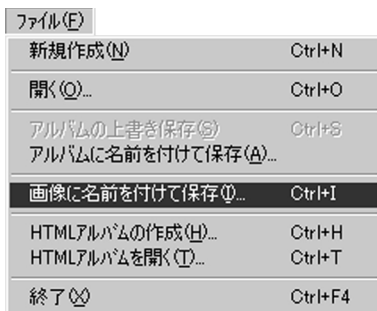 ファイル(F)
新規作成(N) Ctrl+N
開く(O)... Ctrl+O
アルバムの上書き保存(S) Ctrl+S
アルバムに名前を付けて保存(A)...
画像に名前を付けて保存(I)... Ctrl+I
HTMLアルバムの作成(H)... Ctrl+H
HTMLアルバムを開く(T)... Ctrl+T
終了(X) Ctrl+F4